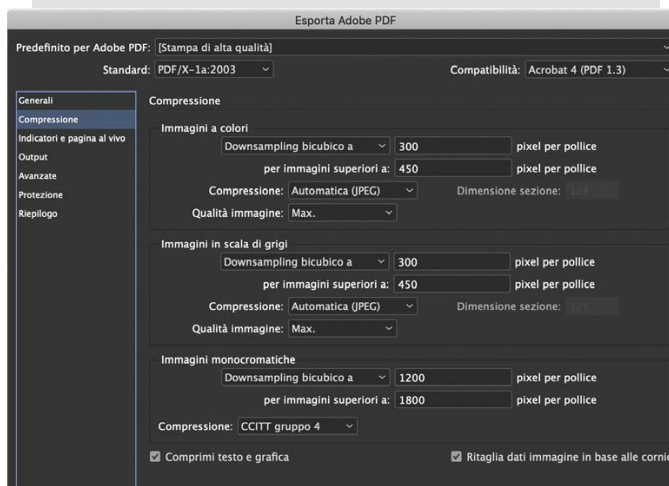 Esporta Adobe PDF
Predefinito per Adobe PDF: [Stampa di alta qualità]
Standard: PDF/X-1a:2003 Compatibilità: Acrobat 4 (PDF 1.3)
Generali
Compressione
Indicatori e pagina al vivo
Output
Avanzate
Protezione
Riepilogo
Compressione
Immagini a colori
Downsampling bicubico a 300 pixel per pollice
per immagini superiori a: 450 pixel per pollice
Compressione: Automatica (JPEG) Dimensione sezione: 128
Qualità immagine: Max.
Immagini in scala di grigi
Downsampling bicubico a 300 pixel per pollice
per immagini superiori a: 450 pixel per pollice
Compressione: Automatica (JPEG) Dimensione sezione: 128
Qualità immagine: Max.
Immagini monocromatiche
Downsampling bicubico a 1200 pixel per pollice
per immagini superiori a: 1800 pixel per pollice
Compressione: CCITT gruppo 4
Comprimi testo e grafica Ritaglia dati immagine in base alle